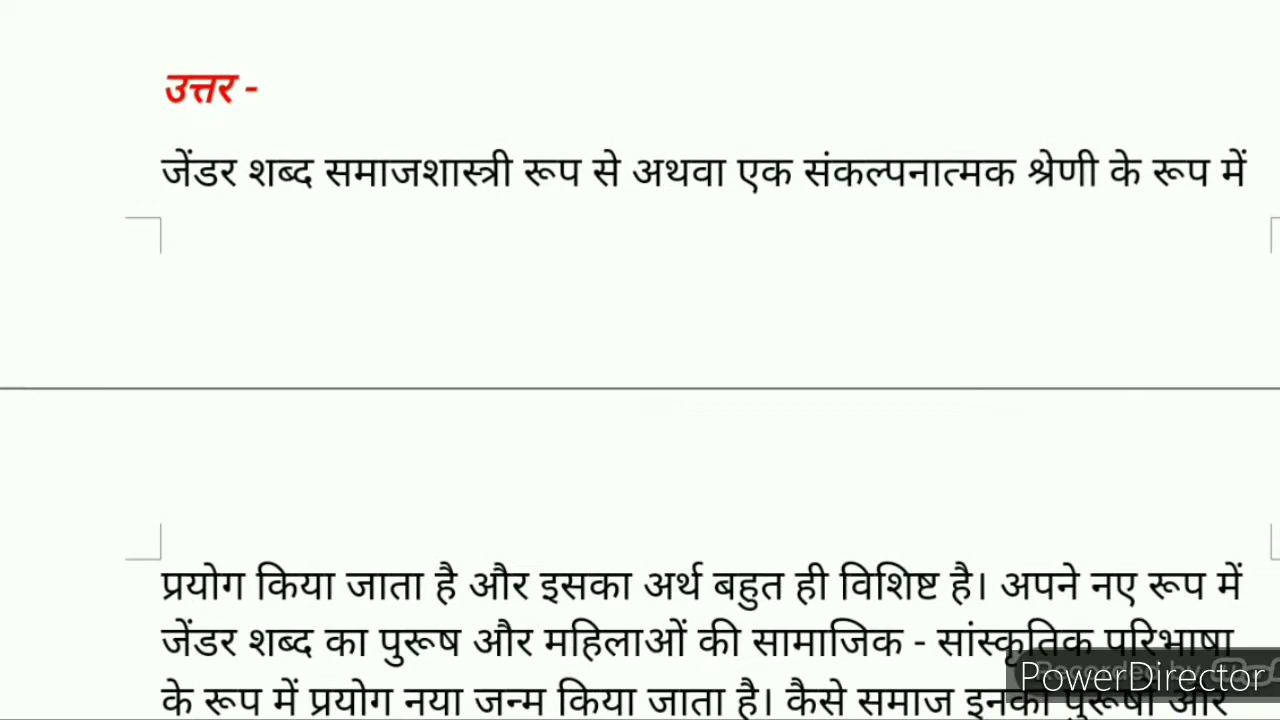 उत्तर -
जेंडर शब्द समाजशास्त्री रूप से अथवा एक संकल्पनात्मक श्रेणी के रूप में
प्रयोग किया जाता है और इसका अर्थ बहुत ही विशिष्ट है। अपने नए रूप में
जेंडर शब्द का पुरूष और महिलाओं की सामाजिक - सांस्कृतिक परिभाषा
के रूप में प्रयोग नया जन्म किया जाता है। कैसे समाज इनको पुरूषों और
PowerDirector